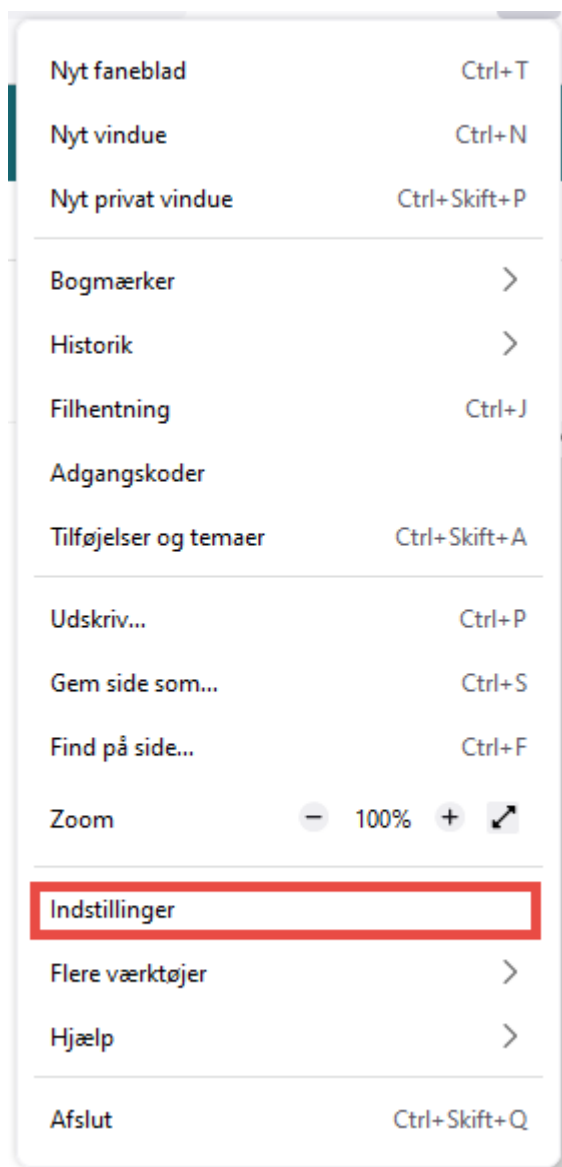 Nyt faneblad Ctrl+T
Nyt vindue Ctrl+N
Nyt privat vindue Ctrl+Skift+P
Bogmærker
Historik
Filhentning Ctrl+J
Adgangskoder
Tilføjelser og temaer Ctrl+Skift+A
Udskriv... Ctrl+P
Gem side som... Ctrl+S
Find på side... Ctrl+F
Zoom − 100% +
Indstillinger
Flere værktøjer
Hjælp
Afslut Ctrl+Skift+Q